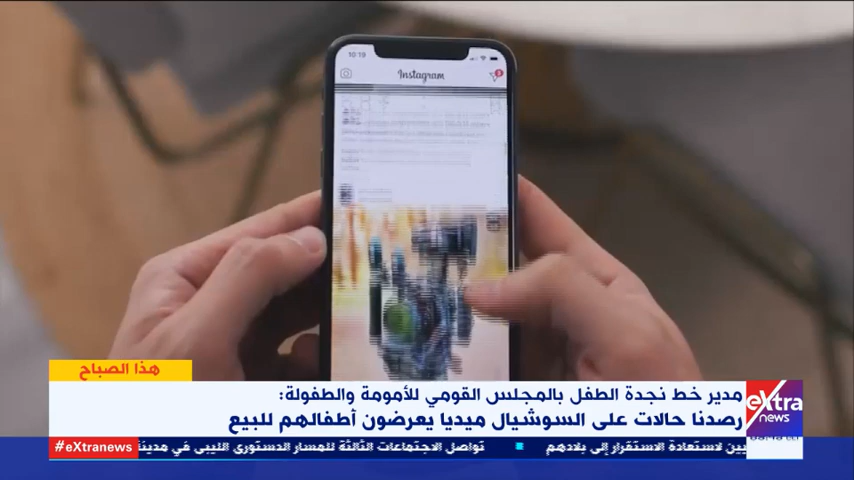 10:19
Instagram
هذا الصباح
مدير خط نجدة الطفل بالمجلس القومي للأمومة والطفولة:
رصدنا حالات على السوشيال ميديا يعرضون أطفالهم للبيع
eXtra
news
#eXtranews
لاستعادة الاستقرار إلى بلادهم
تواصل الاجتماعات الثالثة للمسار الدستوري الليبي في